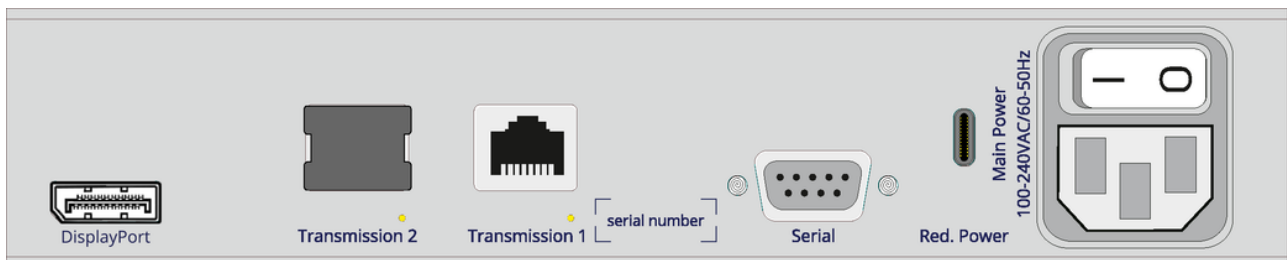 DisplayPort
Transmission 2
Transmission 1
serial number
Serial
Red. Power
Main Power
100-240VAC/60-50Hz